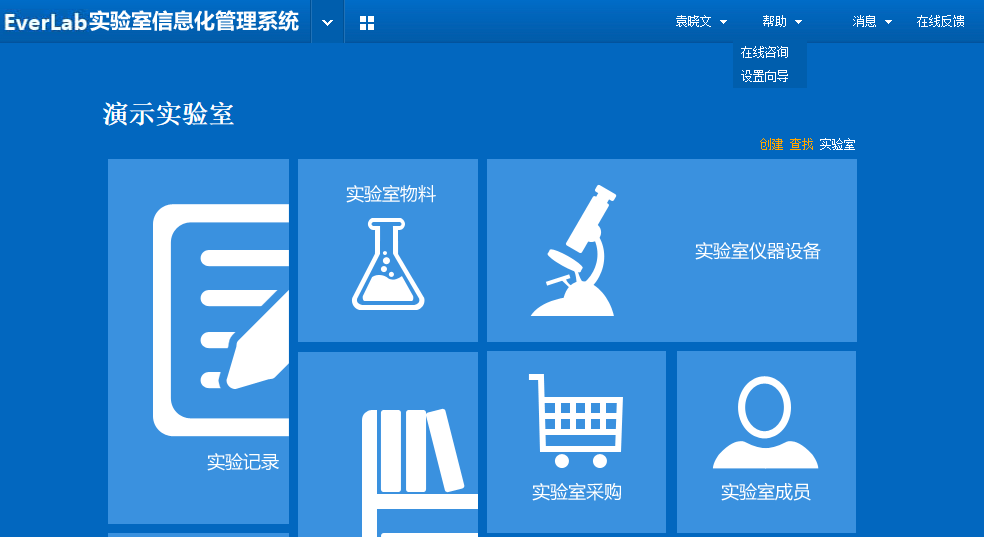 EverLab实验室信息化管理系统
袁晓文 帮助 消息 在线反馈
在线咨询
设置向导
演示实验室
创建 查找 实验室
实验室物料
实验室仪器设备
实验记录
实验室采购
实验室成员